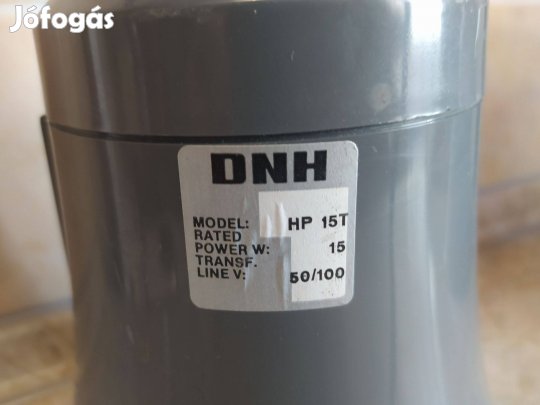 Jófogás
DNH
MODEL: HP 15T
RATED
POWER W: 15
TRANSF.
LINE V: 50/100